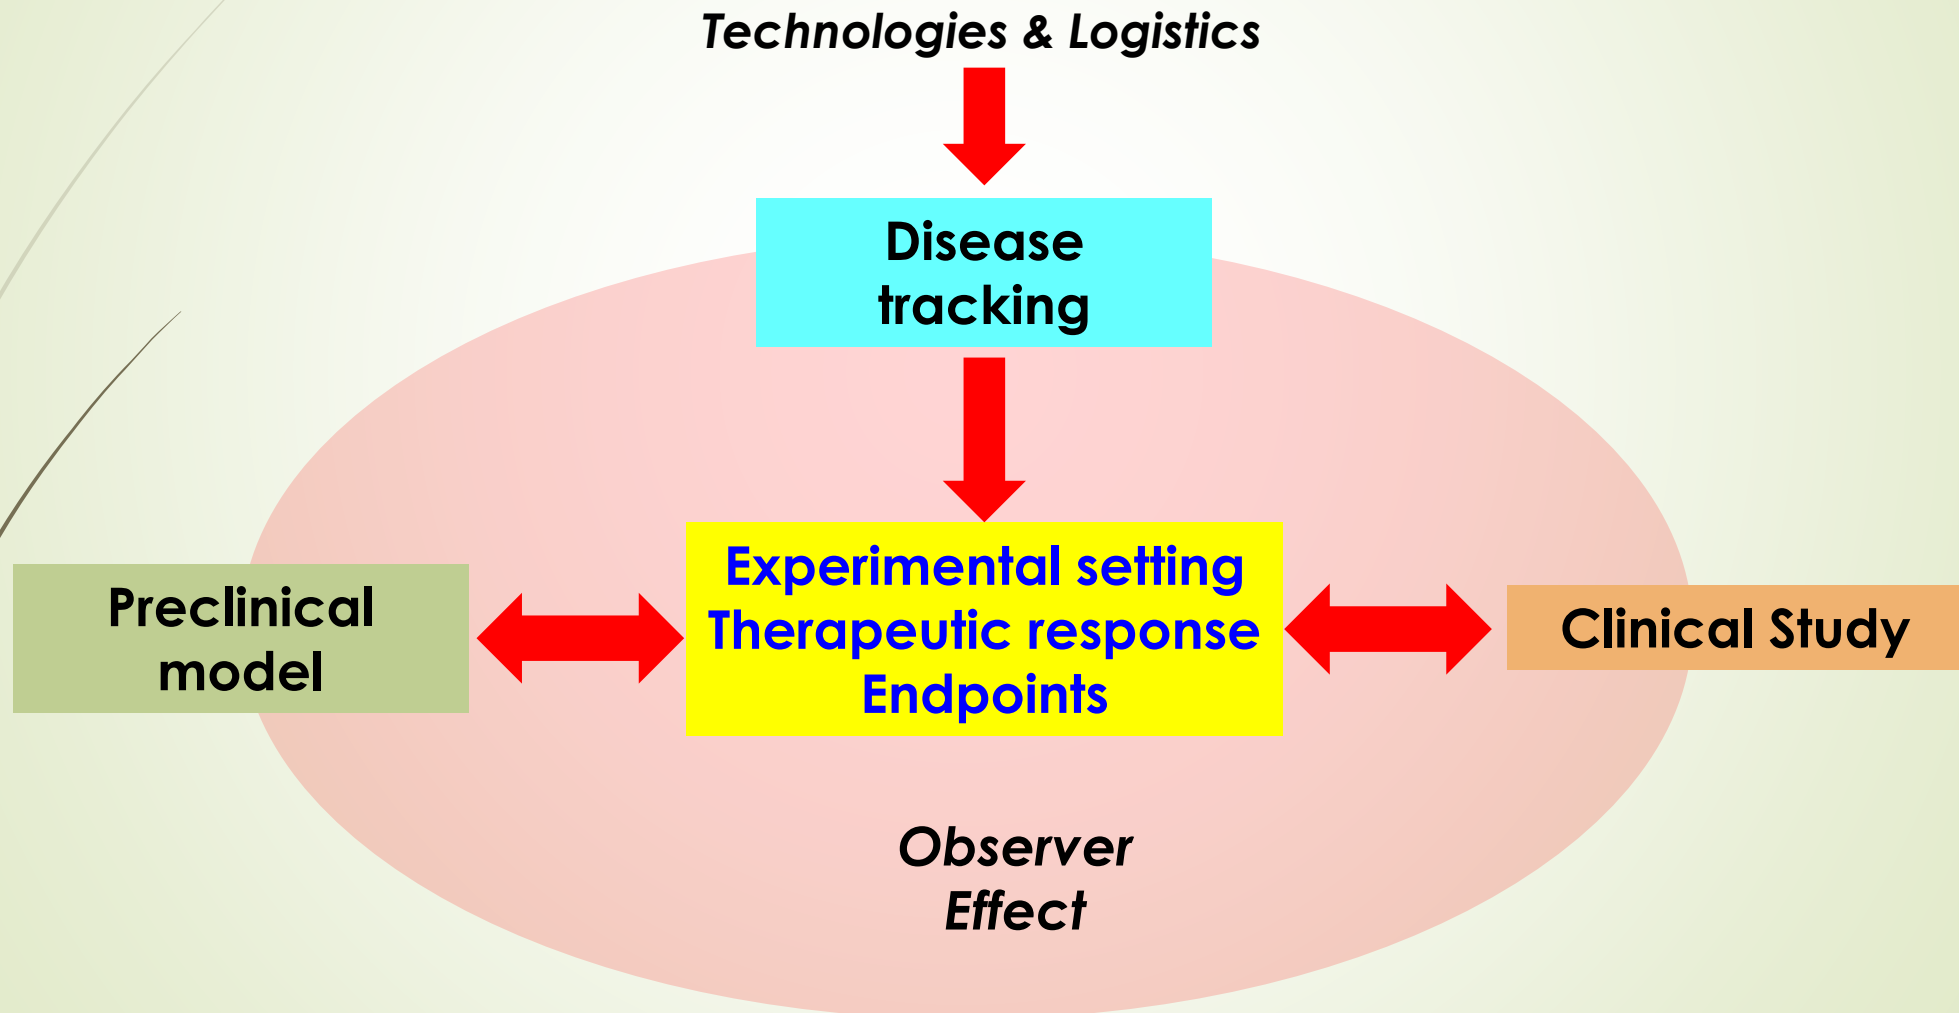 Technologies & Logistics
Disease
tracking
Experimental setting
Therapeutic response
Endpoints
Preclinical
model
Clinical Study
Observer
Effect